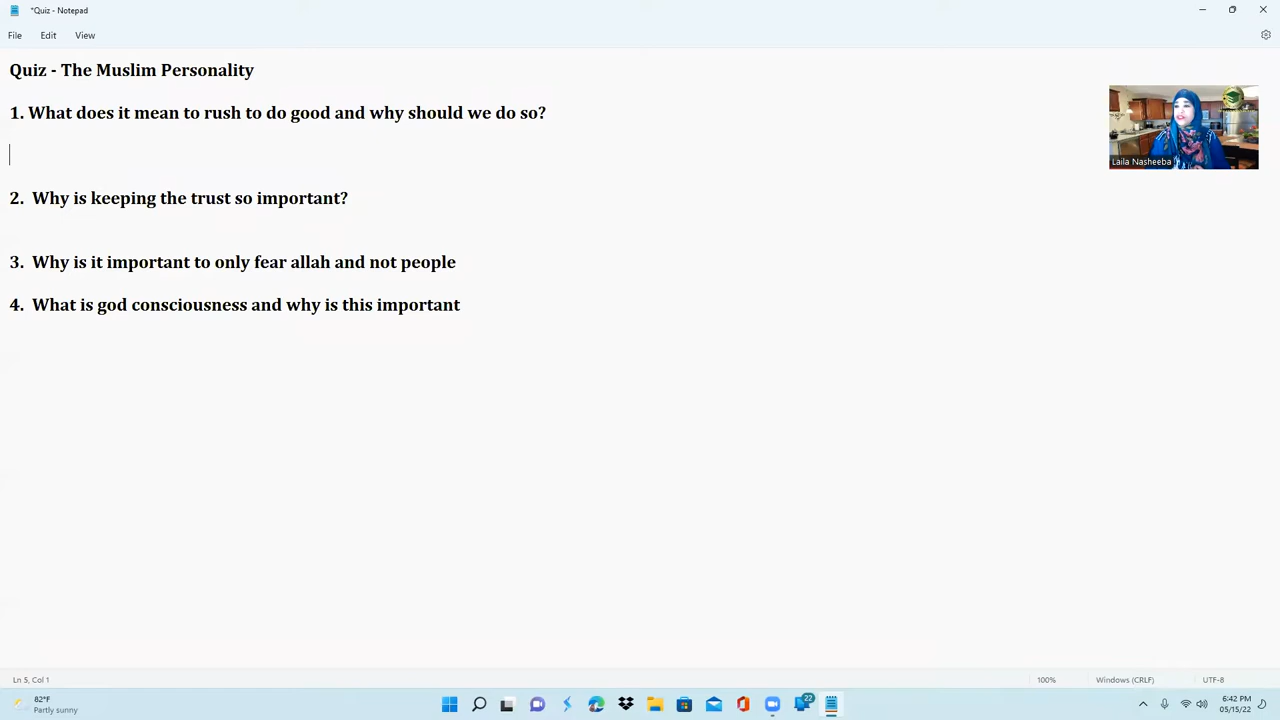 *Quiz - Notepad
File Edit View
Quiz - The Muslim Personality
1. What does it mean to rush to do good and why should we do so?
Laila Nasheeba
2.  Why is keeping the trust so important?
3.  Why is it important to only fear allah and not people
4.  What is god consciousness and why is this important
Ln 5, Col 1 100% Windows (CRLF) UTF-8
82°F
Partly sunny
22
6:42 PM
05/15/22